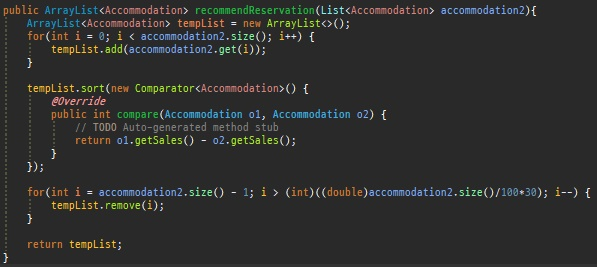 public ArrayList<Accommodation> recommendReservation(List<Accommodation> accommodation2){
    ArrayList<Accommodation> tempList = new ArrayList<>();
    for(int i = 0; i < accommodation2.size(); i++) {
        tempList.add(accommodation2.get(i));
    }

    tempList.sort(new Comparator<Accommodation>() {
        @Override
        public int compare(Accommodation o1, Accommodation o2) {
            // TODO Auto-generated method stub
            return o1.getSales() - o2.getSales();
        }
    });

    for(int i = accommodation2.size() - 1; i > (int)((double)accommodation2.size()/100*30); i--) {
        tempList.remove(i);
    }

    return tempList;
}